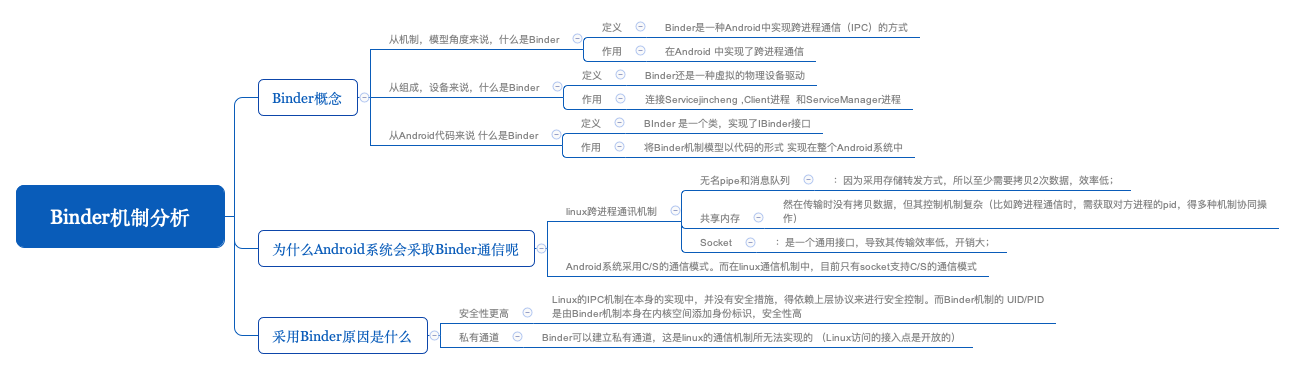 Binder机制分析
Binder概念
从机制，模型角度来说，什么是Binder
定义
Binder是一种Android中实现跨进程通信（IPC）的方式
作用
在Android 中实现了跨进程通信
从组成，设备来说，什么是Binder
定义
Binder还是一种虚拟的物理设备驱动
作用
连接Servicejincheng ,Client进程  和ServiceManager进程
从Android代码来说 什么是Binder
定义
BInder 是一个类，实现了IBinder接口
作用
将Binder机制模型以代码的形式 实现在整个Android系统中
为什么Android系统会采取Binder通信呢
linux跨进程通讯机制
无名pipe和消息队列
：因为采用存储转发方式，所以至少需要拷贝2次数据，效率低；
共享内存
然在传输时没有拷贝数据，但其控制机制复杂（比如跨进程通信时，需获取对方进程的pid，得多种机制协同操
作）
Socket
：是一个通用接口，导致其传输效率低，开销大；
Android系统采用C/S的通信模式。而在linux通信机制中，目前只有socket支持C/S的通信模式
采用Binder原因是什么
安全性更高
Linux的IPC机制在本身的实现中，并没有安全措施，得依赖上层协议来进行安全控制。而Binder机制的 UID/PID
是由Binder机制本身在内核空间添加身份标识，安全性高
私有通道
Binder可以建立私有通道，这是linux的通信机制所无法实现的 （Linux访问的接入点是开放的）